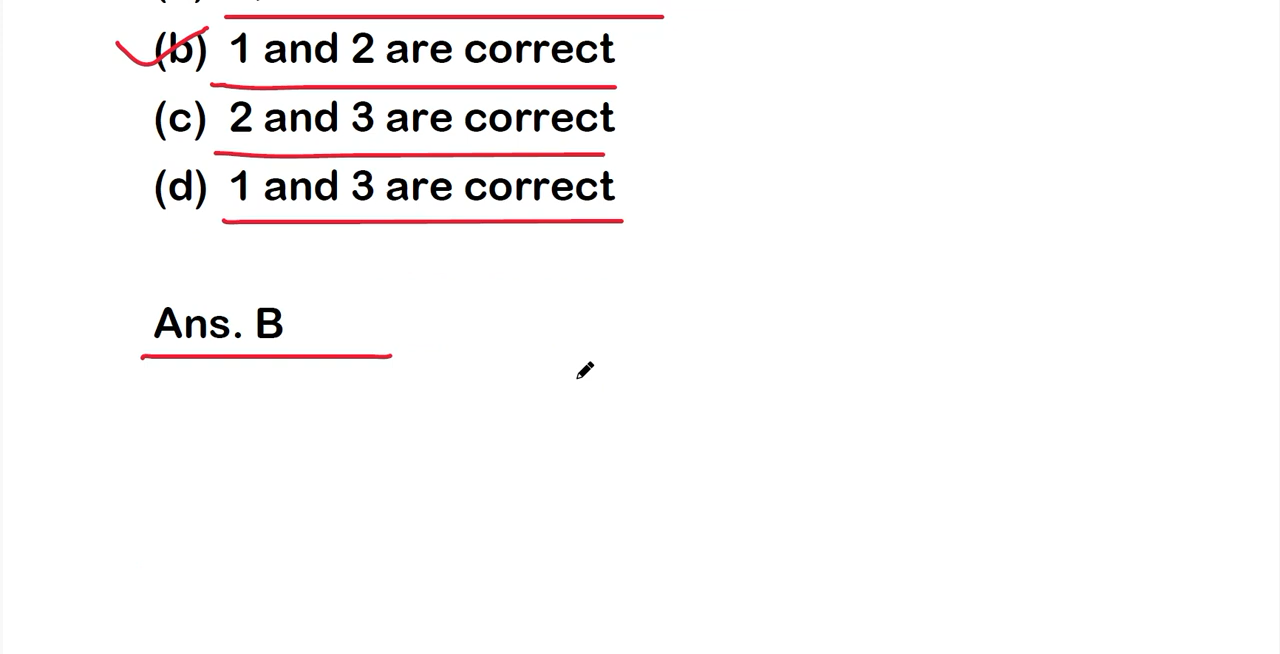 (b) 1 and 2 are correct
(c) 2 and 3 are correct
(d) 1 and 3 are correct
Ans. B